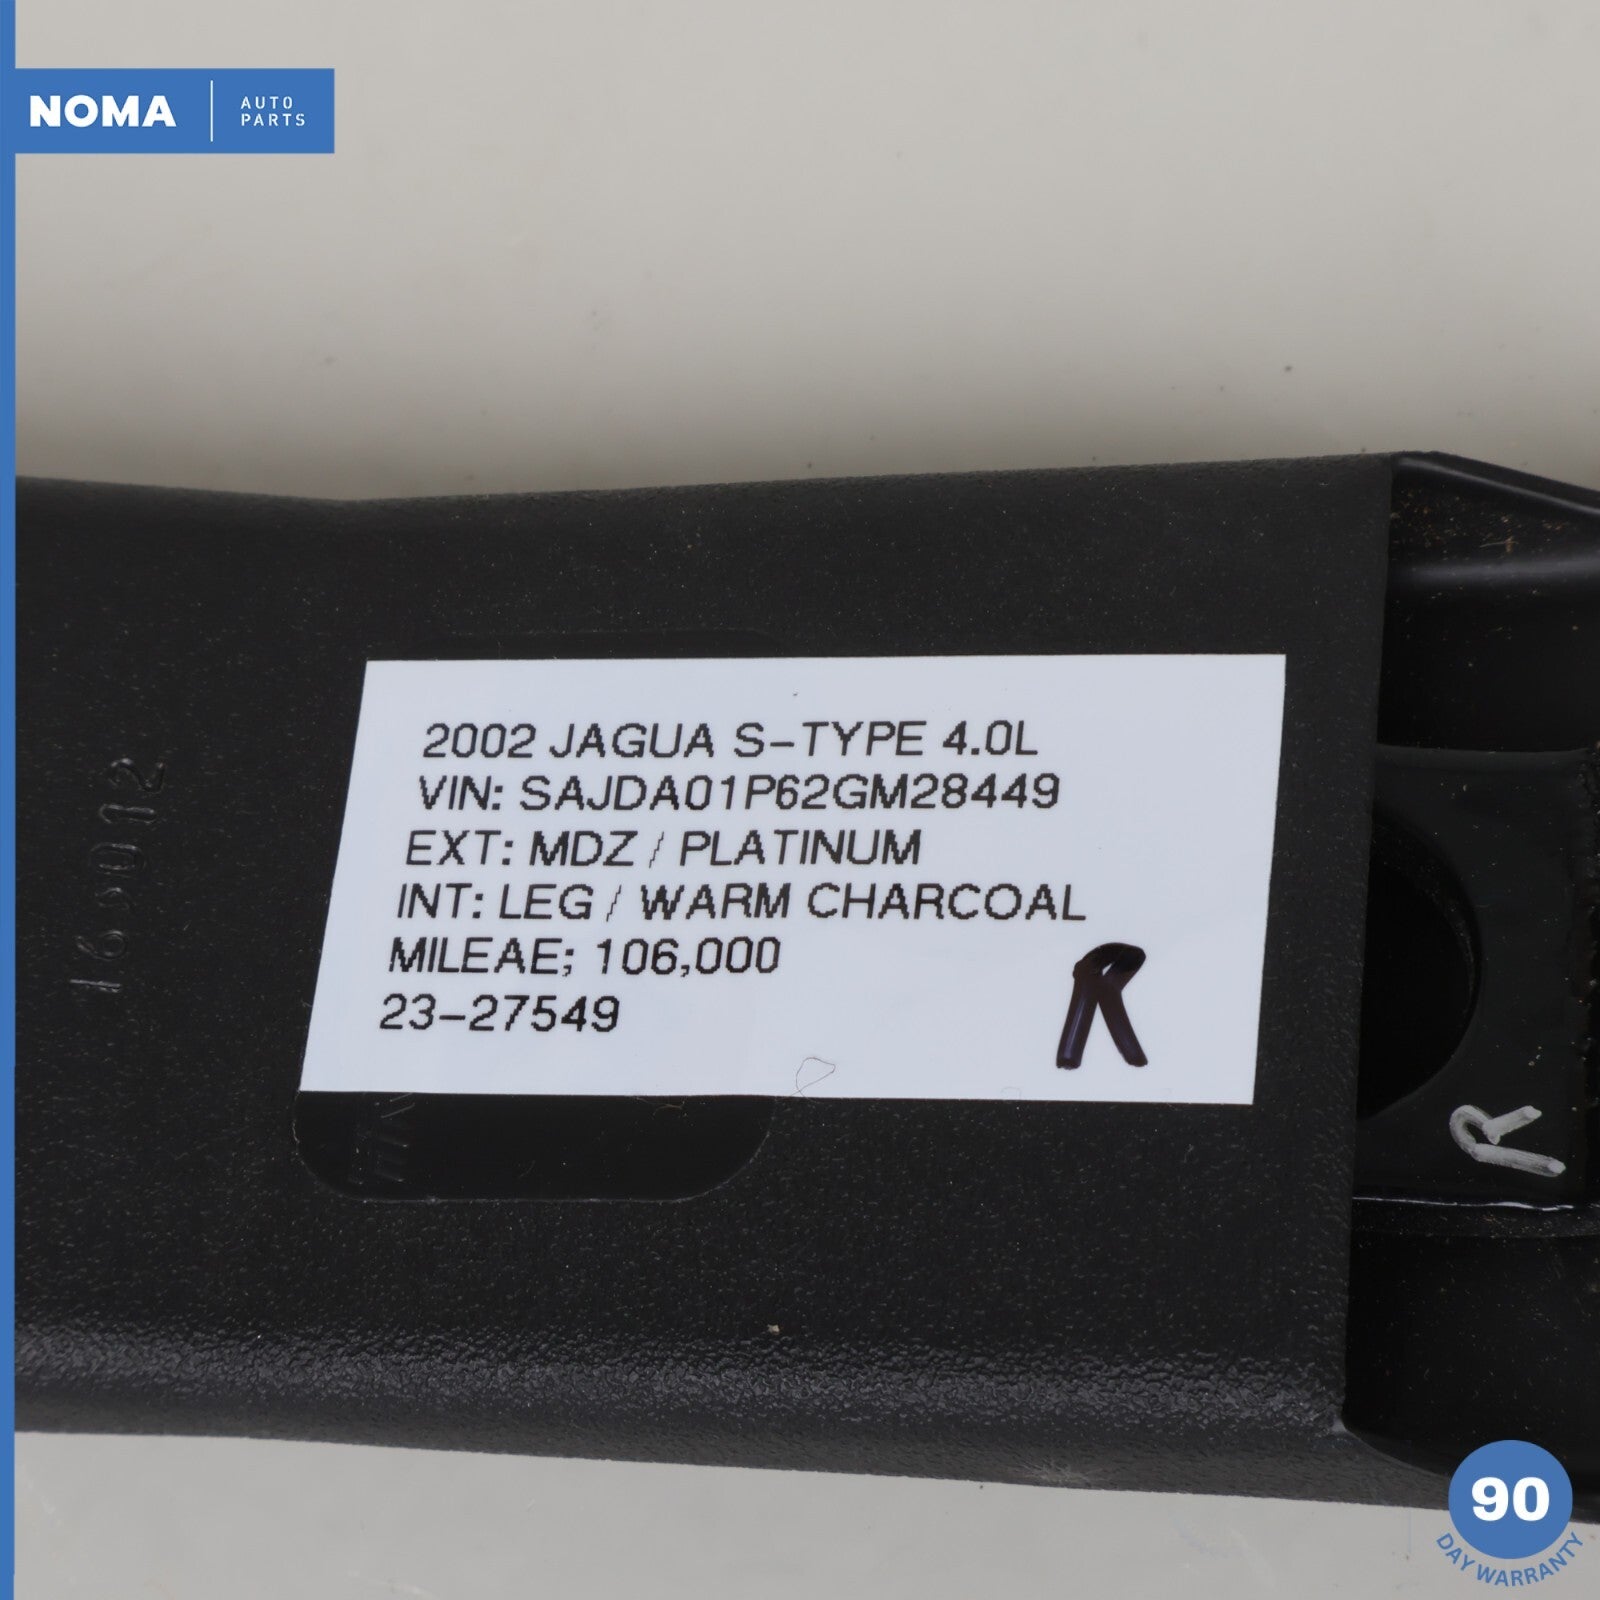 NOMA
AUTO
PARTS
2002 JAGUA S-TYPE 4.0L
VIN: SAJDA01P62GM28449
EXT: MDZ / PLATINUM
INT: LEG / WARM CHARCOAL
MILEAE; 106,000
23-27549
R
R
90
DAY WARRANTY